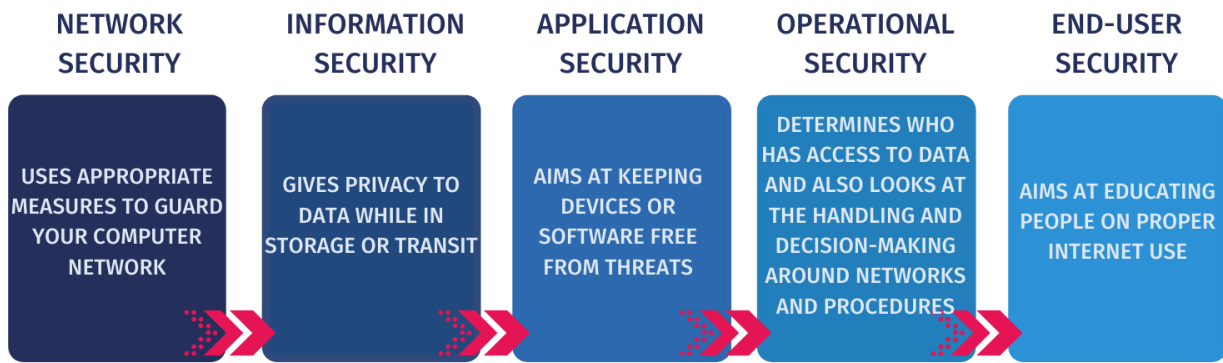 NETWORK
SECURITY
INFORMATION
SECURITY
APPLICATION
SECURITY
OPERATIONAL
SECURITY
END-USER
SECURITY
USES APPROPRIATE
MEASURES TO GUARD
YOUR COMPUTER
NETWORK
GIVES PRIVACY TO
DATA WHILE IN
STORAGE OR TRANSIT
AIMS AT KEEPING
DEVICES OR
SOFTWARE FREE
FROM THREATS
DETERMINES WHO
HAS ACCESS TO DATA
AND ALSO LOOKS AT
THE HANDLING AND
DECISION-MAKING
AROUND NETWORKS
AND PROCEDURES
AIMS AT EDUCATING
PEOPLE ON PROPER
INTERNET USE